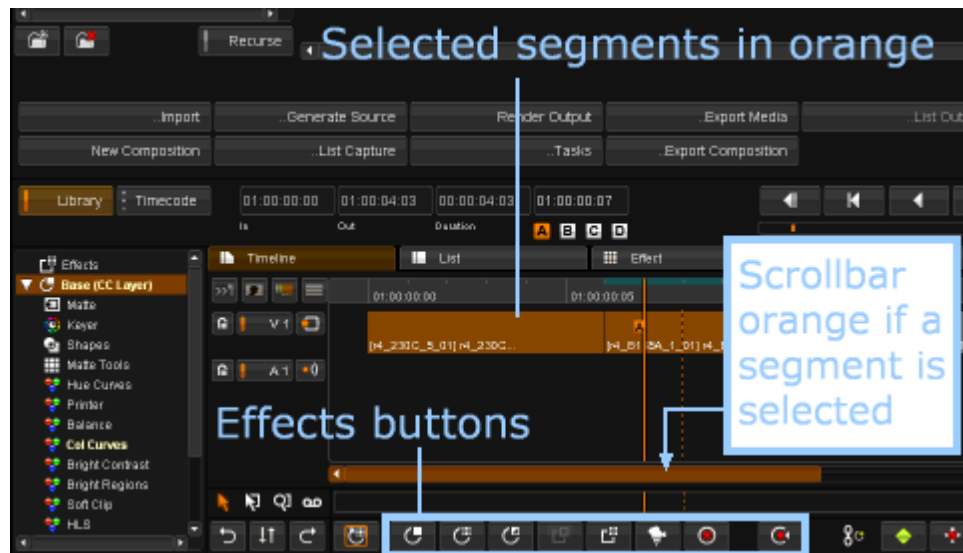 Recurse
Selected segments in orange
..Import
..Generate Source
Render Output
..Export Media
..List Out
New Composition
..List Capture
..Tasks
..Export Composition
Library
Timecode
01:00:00:00
01:00:04:03
00:00:04:03
01:00:00:07
In
Out
Duration
A B C D
Effects
Timeline
List
Effect
Base (CC Layer)
Matte
Keyer
Shapes
Matte Tools
Hue Curves
Printer
Balance
Col Curves
Bright Contrast
Bright Regions
Soft Clip
HLS
01:00:00:00
01:00:00:05
V 1
A
[r4_230C_5_01] r4_230C...
A 1
Scrollbar
orange if a
segment is
selected
Effects buttons